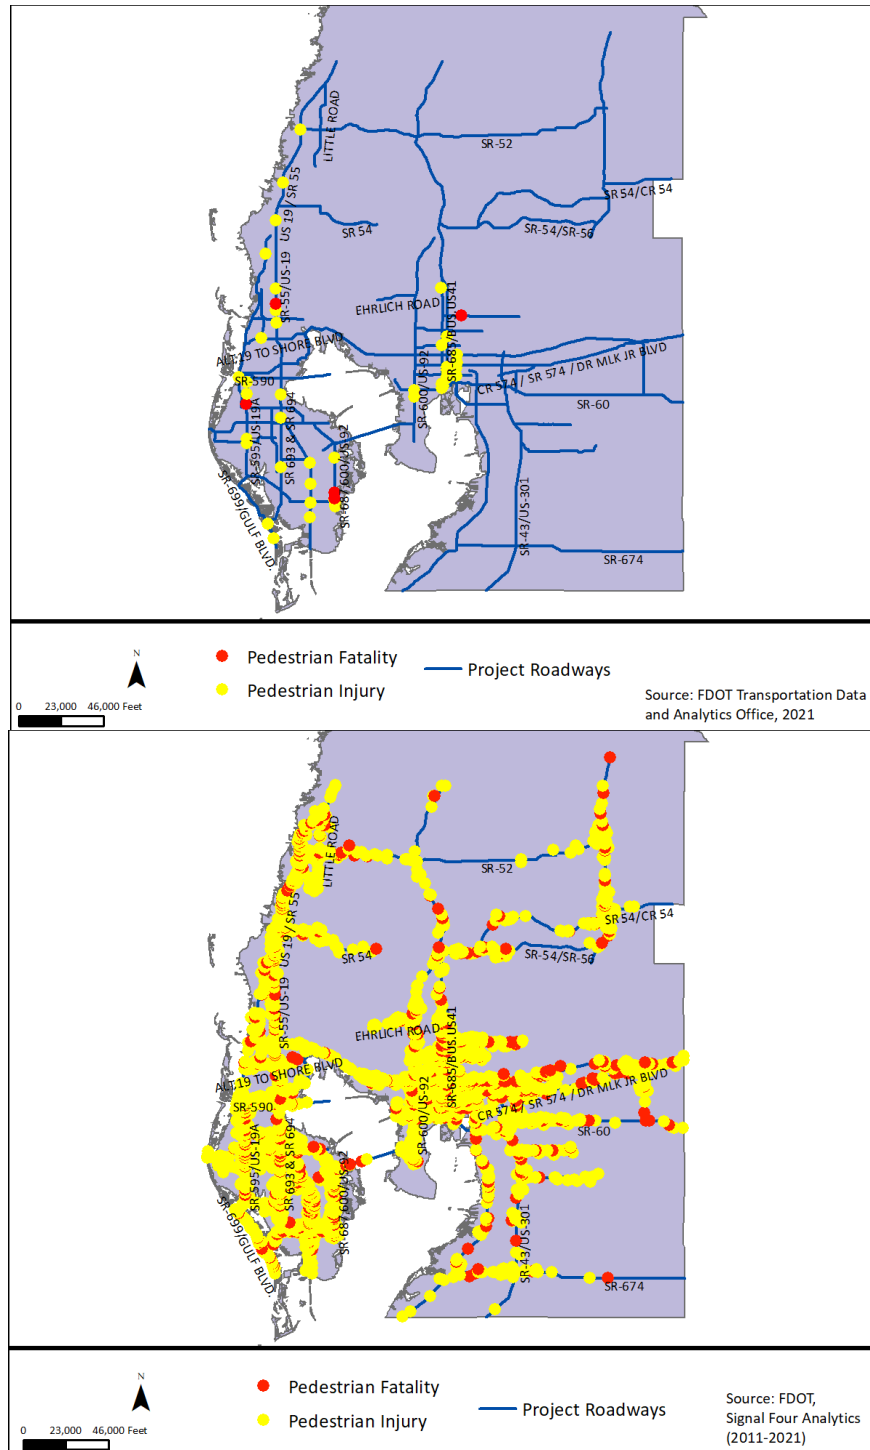 LITTLE ROAD
SR-52
US 19 / SR 55
SR 54/CR 54
SR 54
SR-54/SR-56
SR-55/US-19
EHRLICH ROAD
SR-685/BUS.US41
ALT.19 TO SHORE BLVD
SR-590
SR-600/US-92
CR 574 / SR 574 / DR MLK JR BLVD
SR-60
SR-595/US-19A
SR 693 & SR 694
SR-687,600/US-92
SR-699/GULF BLVD.
SR-43/US-301
SR-674
N
0 23,000 46,000 Feet
Pedestrian Fatality
Pedestrian Injury
Project Roadways
Source: FDOT Transportation Data
and Analytics Office, 2021
LITTLE ROAD
SR-52
US 19 / SR 55
SR 54/CR 54
SR 54
SR-54/SR-56
SR-55/US-19
EHRLICH ROAD
SR-685/BUS.US41
ALT.19 TO SHORE BLVD
SR-590
SR-600/US-92
CR 574 / SR 574 / DR MLK JR BLVD
SR-60
SR-595/US-19A
SR 693 & SR 694
SR-687,600/US-92
SR-699/GULF BLVD.
SR-43/US-301
SR-674
N
0 23,000 46,000 Feet
Pedestrian Fatality
Pedestrian Injury
Project Roadways
Source: FDOT,
Signal Four Analytics
(2011-2021)